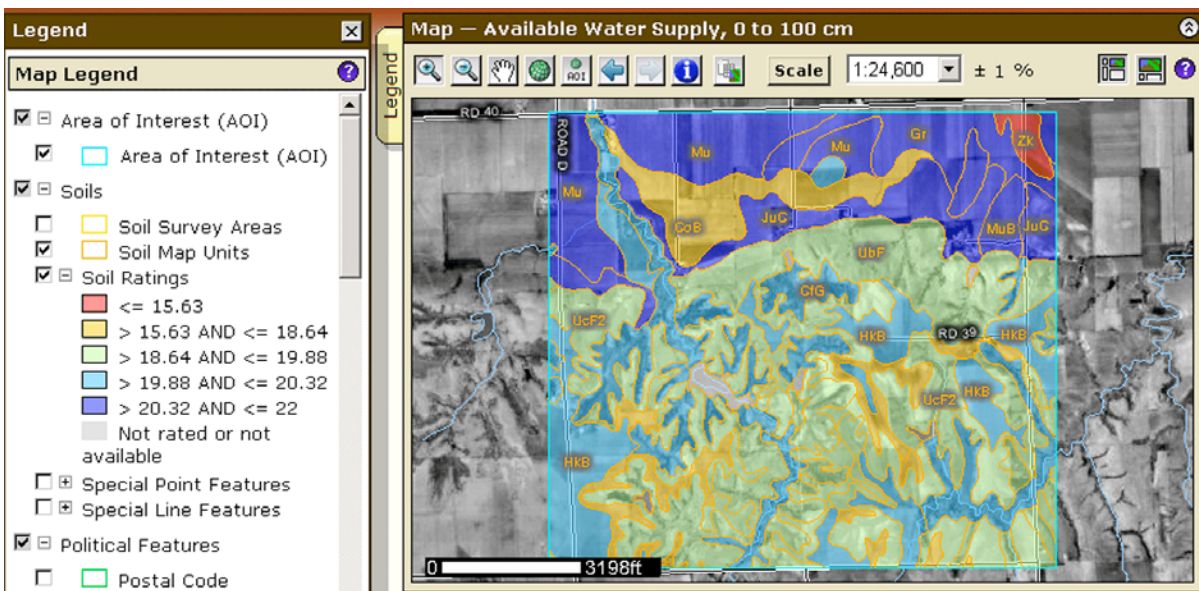 Legend
Map Legend
Area of Interest (AOI)
Area of Interest (AOI)
Soils
Soil Survey Areas
Soil Map Units
Soil Ratings
<= 15.63
> 15.63 AND <= 18.64
> 18.64 AND <= 19.88
> 19.88 AND <= 20.32
> 20.32 AND <= 22
Not rated or not
available
Special Point Features
Special Line Features
Political Features
Postal Code
Legend
Map — Available Water Supply, 0 to 100 cm
AOI
Scale
1:24,600
± 1 %
RD 40
ROAD D
Mu
Mu
Gr
Zk
Mu
CoB
JuC
MuB
JuC
UbF
CfG
UcF2
HkB
RD 39
HkB
UcF2
HkB
HkB
0
3198ft